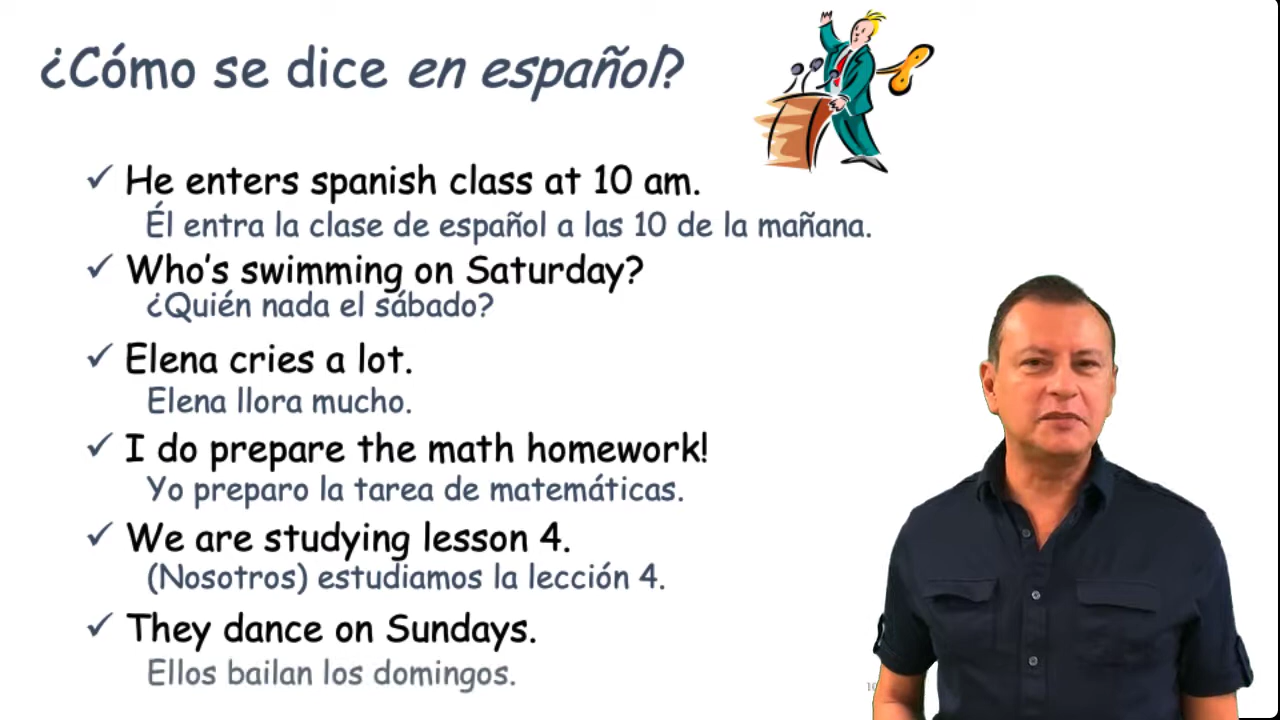 ¿Cómo se dice en español?
✓ He enters spanish class at 10 am.
Él entra la clase de español a las 10 de la mañana.
✓ Who's swimming on Saturday?
¿Quién nada el sábado?
✓ Elena cries a lot.
Elena llora mucho.
✓ I do prepare the math homework!
Yo preparo la tarea de matemáticas.
✓ We are studying lesson 4.
(Nosotros) estudiamos la lección 4.
✓ They dance on Sundays.
Ellos bailan los domingos.